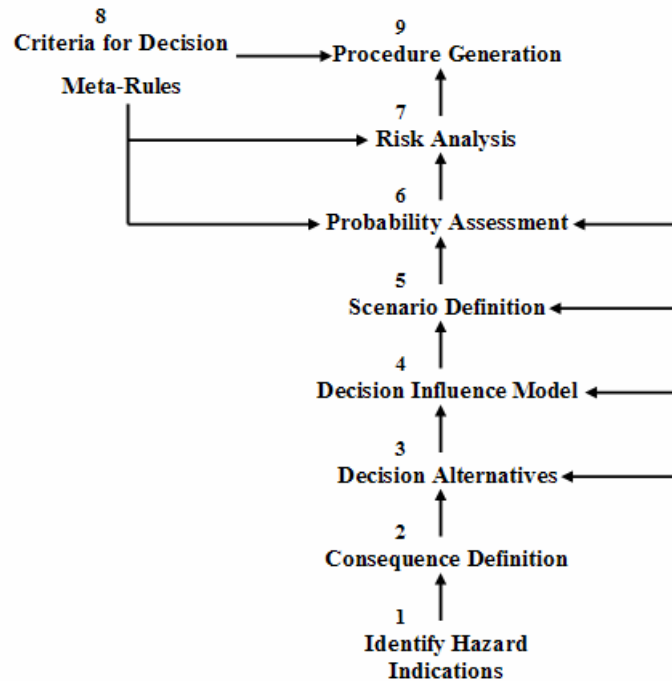 8
Criteria for Decision
Meta-Rules
9
Procedure Generation
7
Risk Analysis
6
Probability Assessment
5
Scenario Definition
4
Decision Influence Model
3
Decision Alternatives
2
Consequence Definition
1
Identify Hazard
Indications